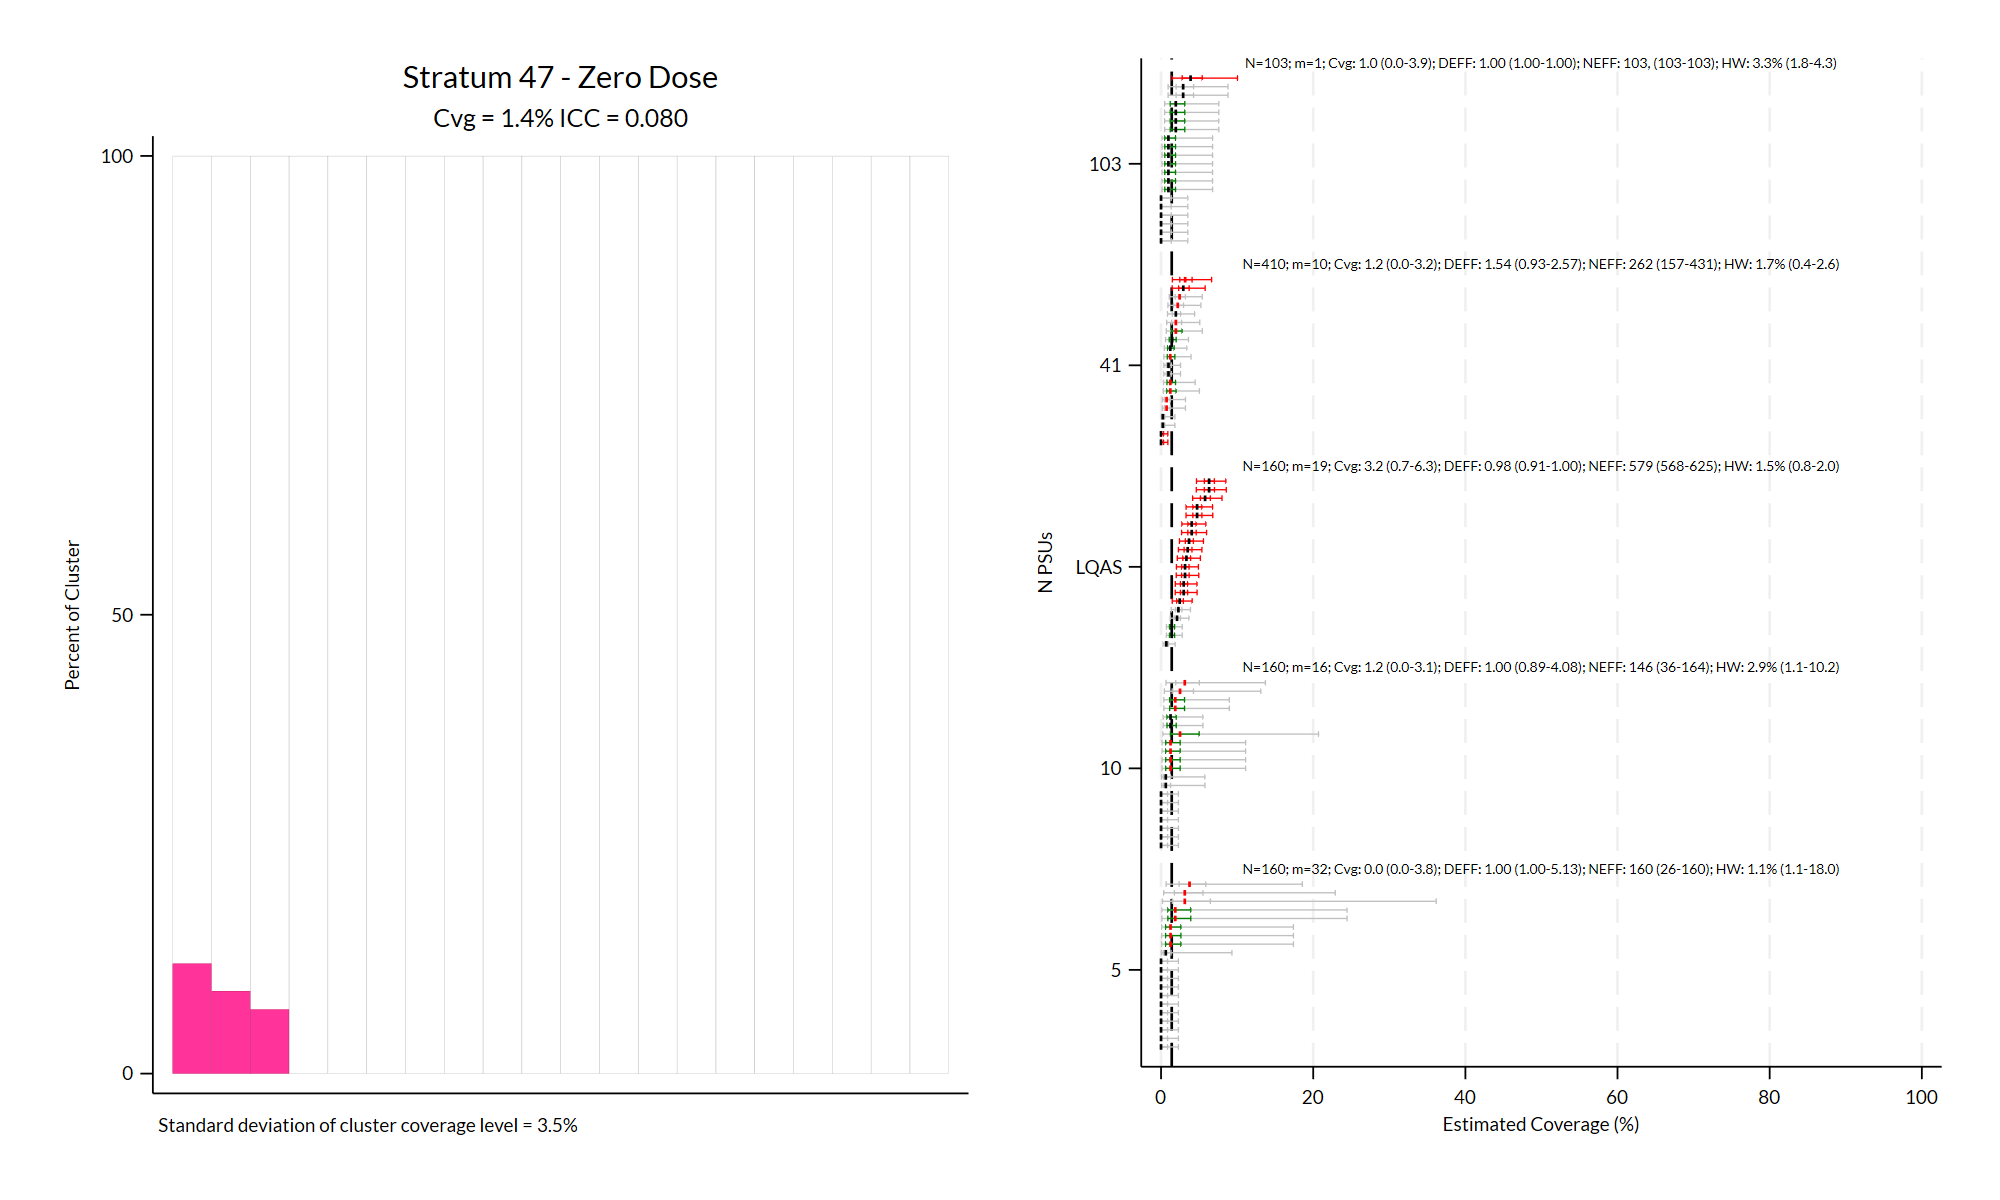 Stratum 47 - Zero Dose
Cvg = 1.4% ICC = 0.080
100
50
0
Percent of Cluster
Standard deviation of cluster coverage level = 3.5%
N=103; m=1; Cvg: 1.0 (0.0-3.9); DEFF: 1.00 (1.00-1.00); NEFF: 103, (103-103); HW: 3.3% (1.8-4.3)
103
N=410; m=10; Cvg: 1.2 (0.0-3.2); DEFF: 1.54 (0.93-2.57); NEFF: 262 (157-431); HW: 1.7% (0.4-2.6)
41
N=160; m=19; Cvg: 3.2 (0.7-6.3); DEFF: 0.98 (0.91-1.00); NEFF: 579 (568-625); HW: 1.5% (0.8-2.0)
LQAS
N=160; m=16; Cvg: 1.2 (0.0-3.1); DEFF: 1.00 (0.89-4.08); NEFF: 146 (36-164); HW: 2.9% (1.1-10.2)
10
N=160; m=32; Cvg: 0.0 (0.0-3.8); DEFF: 1.00 (1.00-5.13); NEFF: 160 (26-160); HW: 1.1% (1.1-18.0)
5
N PSUs
0 20 40 60 80 100
Estimated Coverage (%)